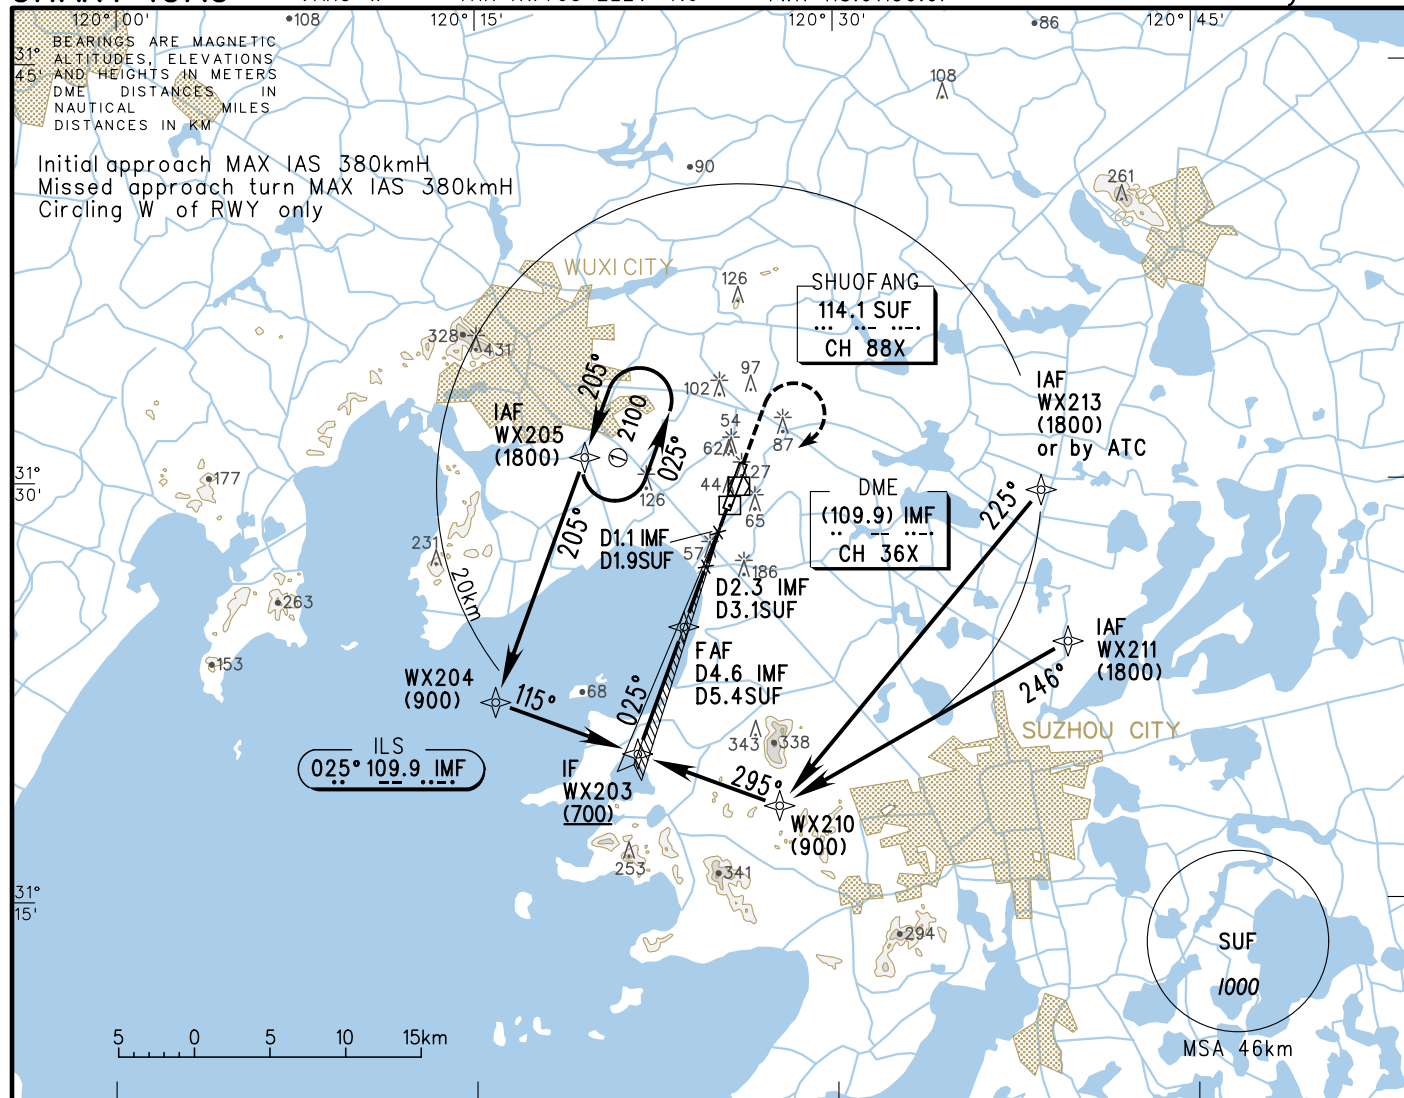 120° 00'
108
120° 15'
120° 30'
86
120° 45'
31°
45'
BEARINGS ARE MAGNETIC
ALTITUDES, ELEVATIONS
AND HEIGHTS IN METERS
DME DISTANCES IN
NAUTICAL MILES
DISTANCES IN KM
108
Initial approach MAX IAS 380kmH
Missed approach turn MAX IAS 380kmH
Circling W of RWY only
90
261
WUXI CITY
126
SHUOFANG
114.1 SUF
CH 88X
328
431
205°
102
97
IAF
WX213
(1800)
or by ATC
IAF
WX205
(1800)
2100
1
025°
54
62
87
31°
30'
177
126
44
27
65
DME
(109.9) IMF
CH 36X
225°
205°
D1.1 IMF
D1.9SUF
57
186
231
20km
263
D2.3 IMF
D3.1SUF
153
FAF
D4.6 IMF
D5.4SUF
IAF
WX211
(1800)
246°
WX204
(900)
115°
68
025°
343
338
SUZHOU CITY
ILS
025° 109.9 IMF
IF
WX203
(700)
295°
WX210
(900)
253
341
31°
15'
294
SUF
1000
MSA 46km
5 0 5 10 15km